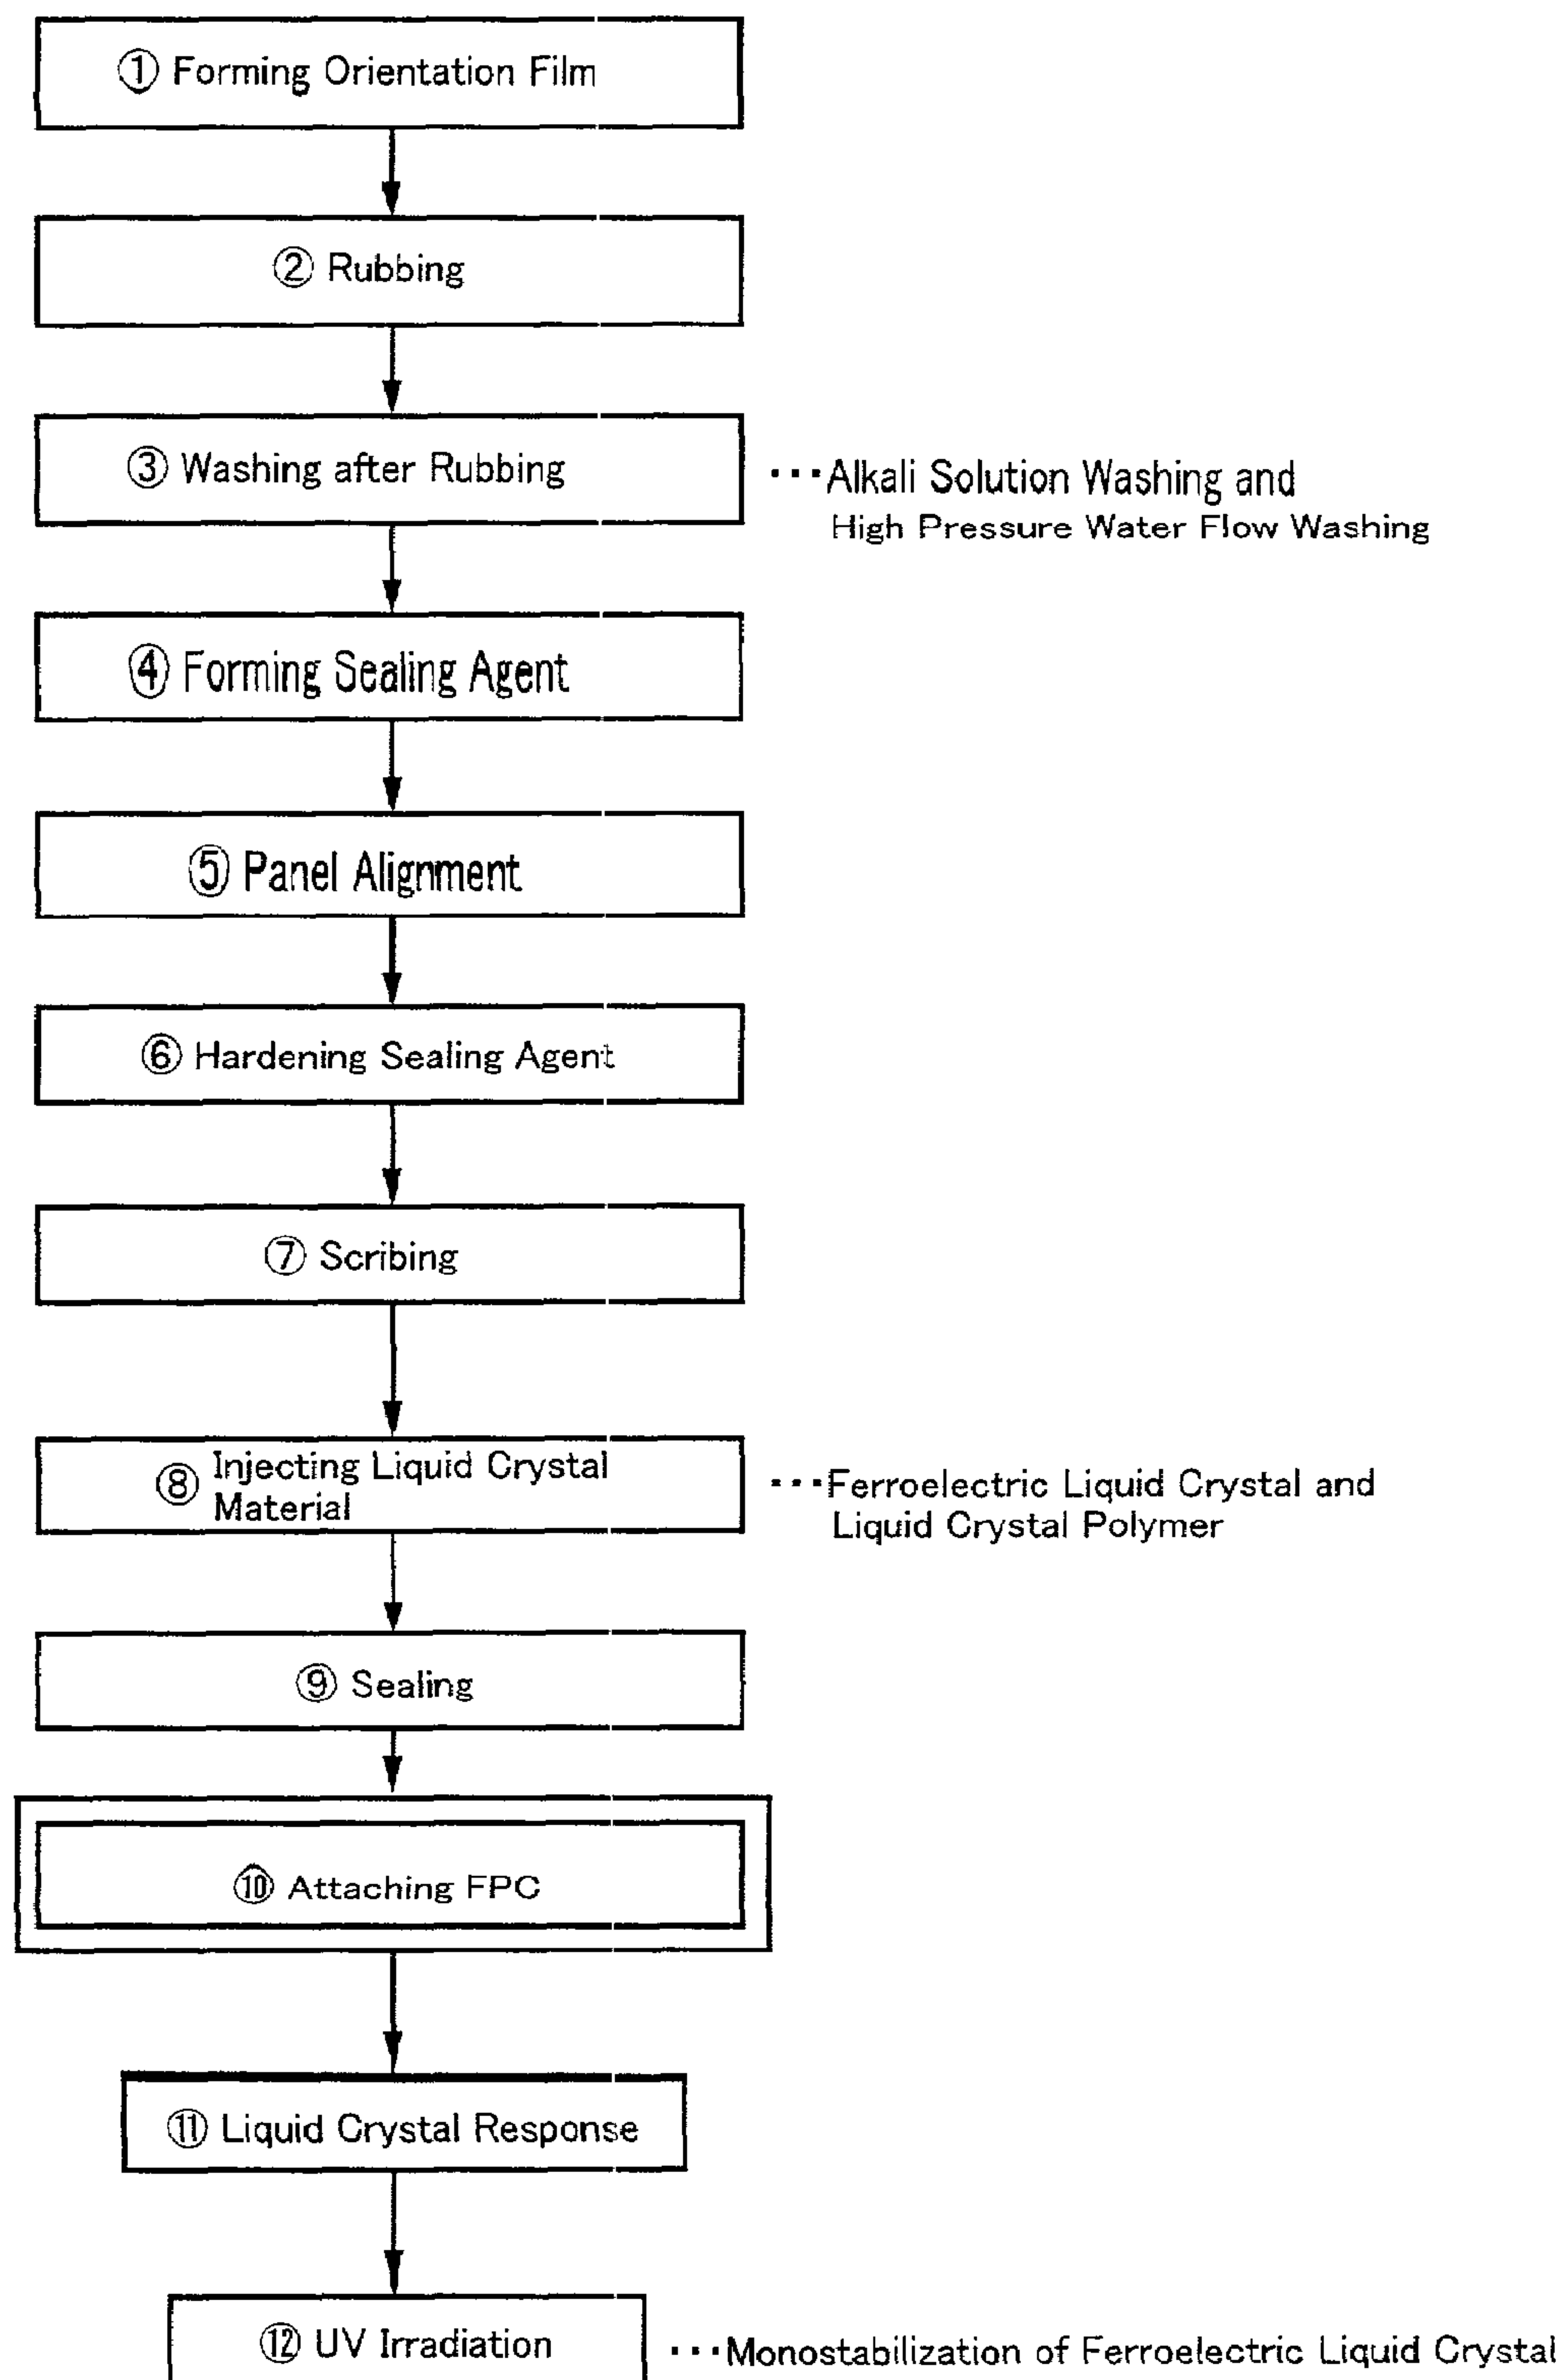 ① Forming Orientation Film
② Rubbing
③ Washing after Rubbing
･･･Alkali Solution Washing and
High Pressure Water Flow Washing
④ Forming Sealing Agent
⑤ Panel Alignment
⑥ Hardening Sealing Agent
⑦ Scribing
⑧ Injecting Liquid Crystal
Material
･･･Ferroelectric Liquid Crystal and
Liquid Crystal Polymer
⑨ Sealing
⑩ Attaching FPC
⑪ Liquid Crystal Response
⑫ UV Irradiation
･･･Monostabilization of Ferroelectric Liquid Crystal